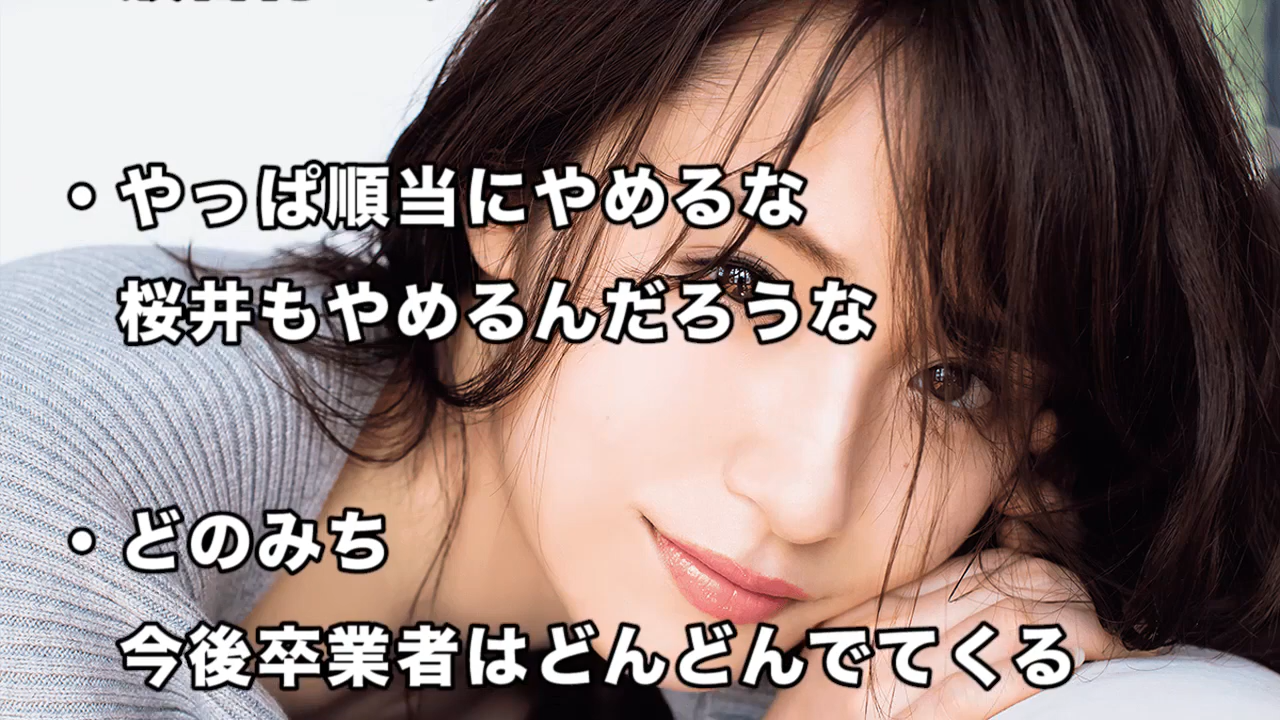 ・やっぱ順当にやめるな
桜井もやめるんだろうな
・どのみち
今後卒業者はどんどんでてくる